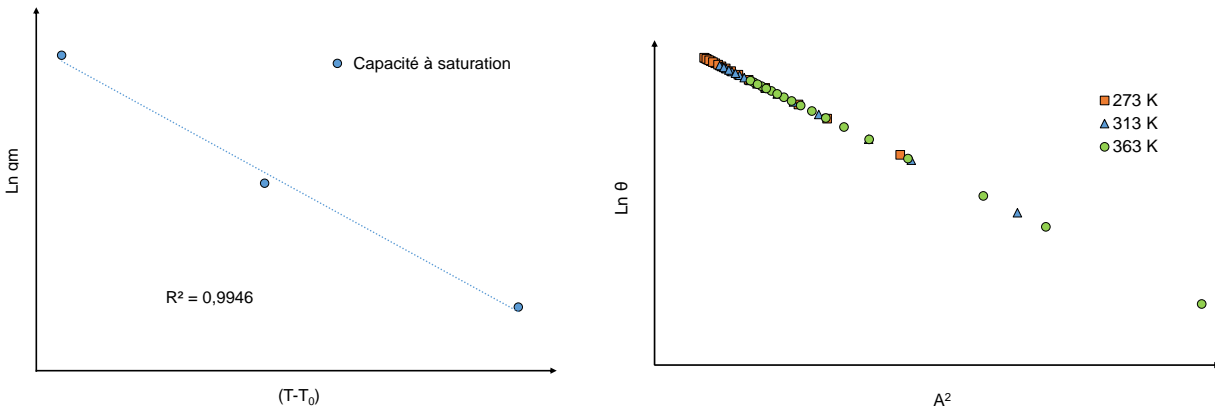 Capacité à saturation
Ln qm
R² = 0,9946
(T-T₀)
273 K
313 K
363 K
Ln θ
A²